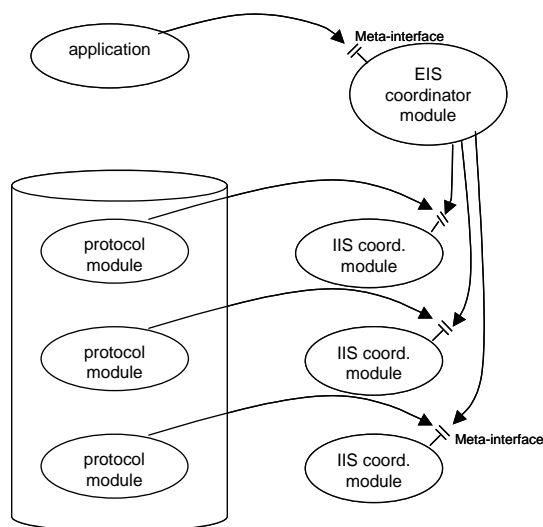 application
Meta-interface
EIS
coordinator
module
protocol
module
IIS coord.
module
protocol
module
IIS coord.
module
protocol
module
IIS coord.
module
Meta-interface